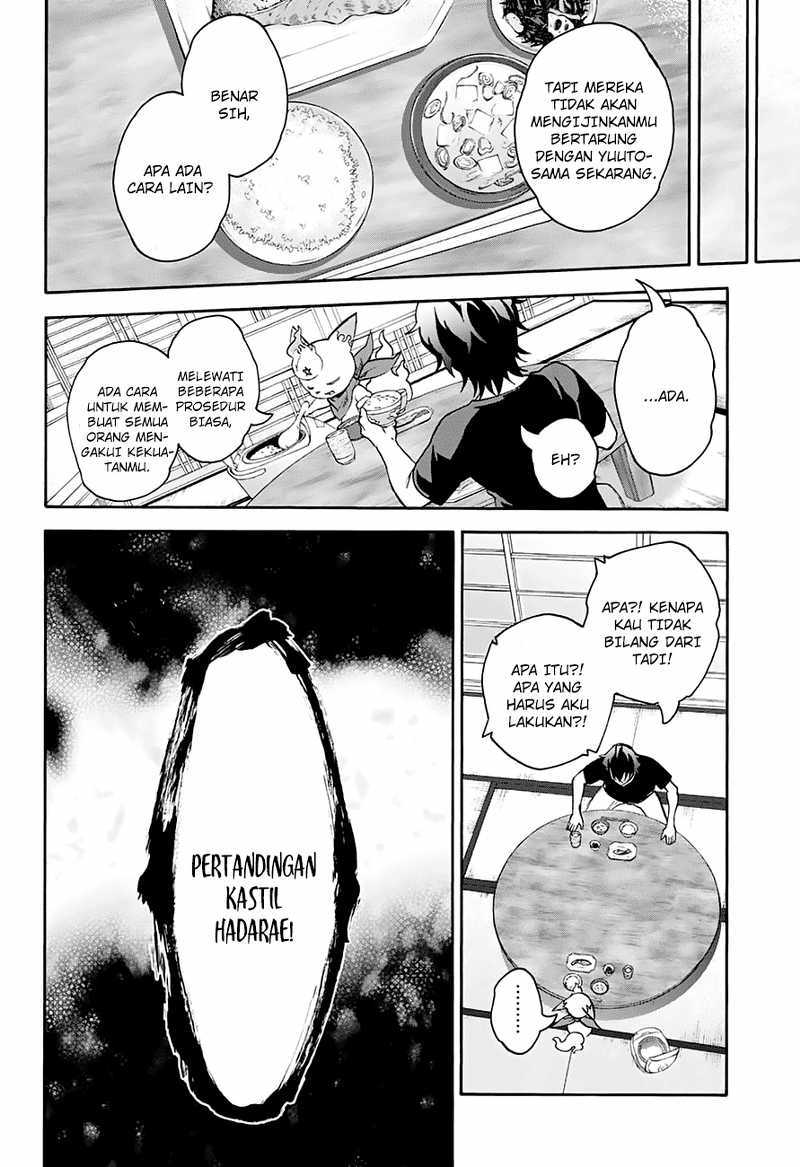 TAPI MEREKA
TIDAK AKAN
MENGIJINKANMU
BERTARUNG
DENGAN YUUTO-
SAMA SEKARANG.
BENAR
SIH,
APA ADA
CARA LAIN?
...ADA.
EH?
MELEWATI
BEBERAPA
PROSEDUR
BIASA,
ADA CARA
UNTUK MEM-
BUAT SEMUA
ORANG MEN-
GAKUI KEKUA-
TANMU.
APA?! KENAPA
KAU TIDAK
BILANG DARI
TADI!
APA ITU?!
APA YANG
HARUS AKU
LAKUKAN?!
........
PERTANDINGAN
KASTIL
HADARAE!